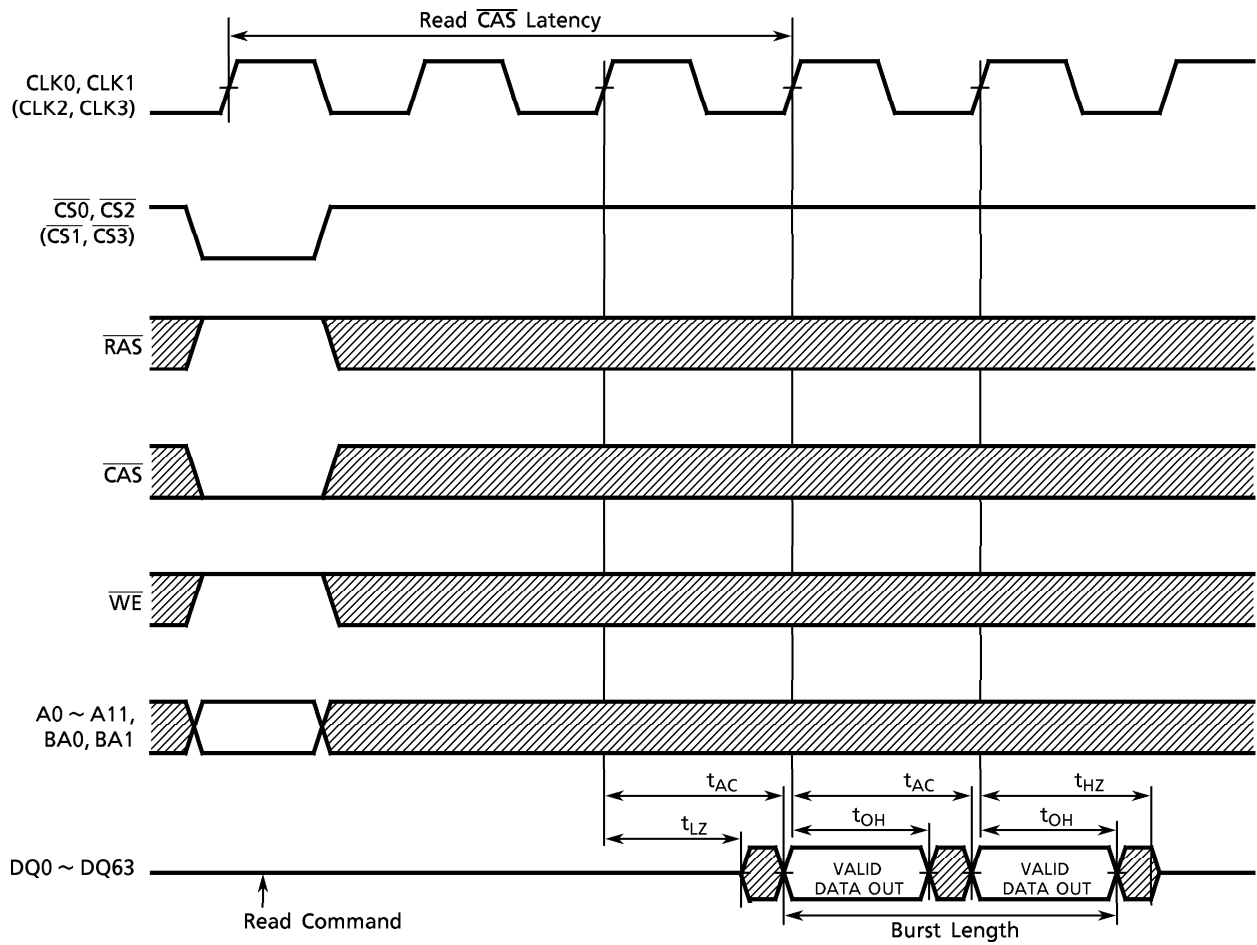 Read CAS Latency
CLK0, CLK1
(CLK2, CLK3)
CS0, CS2
(CS1, CS3)
RAS
CAS
WE
A0 ~ A11,
BA0, BA1
tAC
tAC
tHZ
tLZ
tOH
tOH
DQ0 ~ DQ63
VALID
DATA OUT
VALID
DATA OUT
Read Command
Burst Length